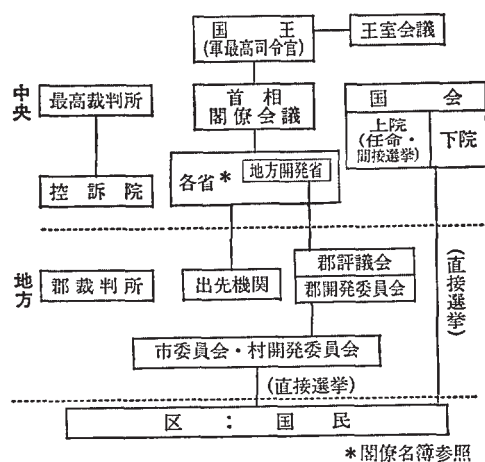 国王
(軍最高司令官)
王室会議
中央
最高裁判所
首相
閣僚会議
国会
上院
(任命・
間接選挙)
下院
控訴院
各省*
地方開発省
地方
郡裁判所
出先機関
郡評議会
郡開発委員会
(直接選挙)
市委員会・村開発委員会
(直接選挙)
区:国民
*閣僚名簿参照